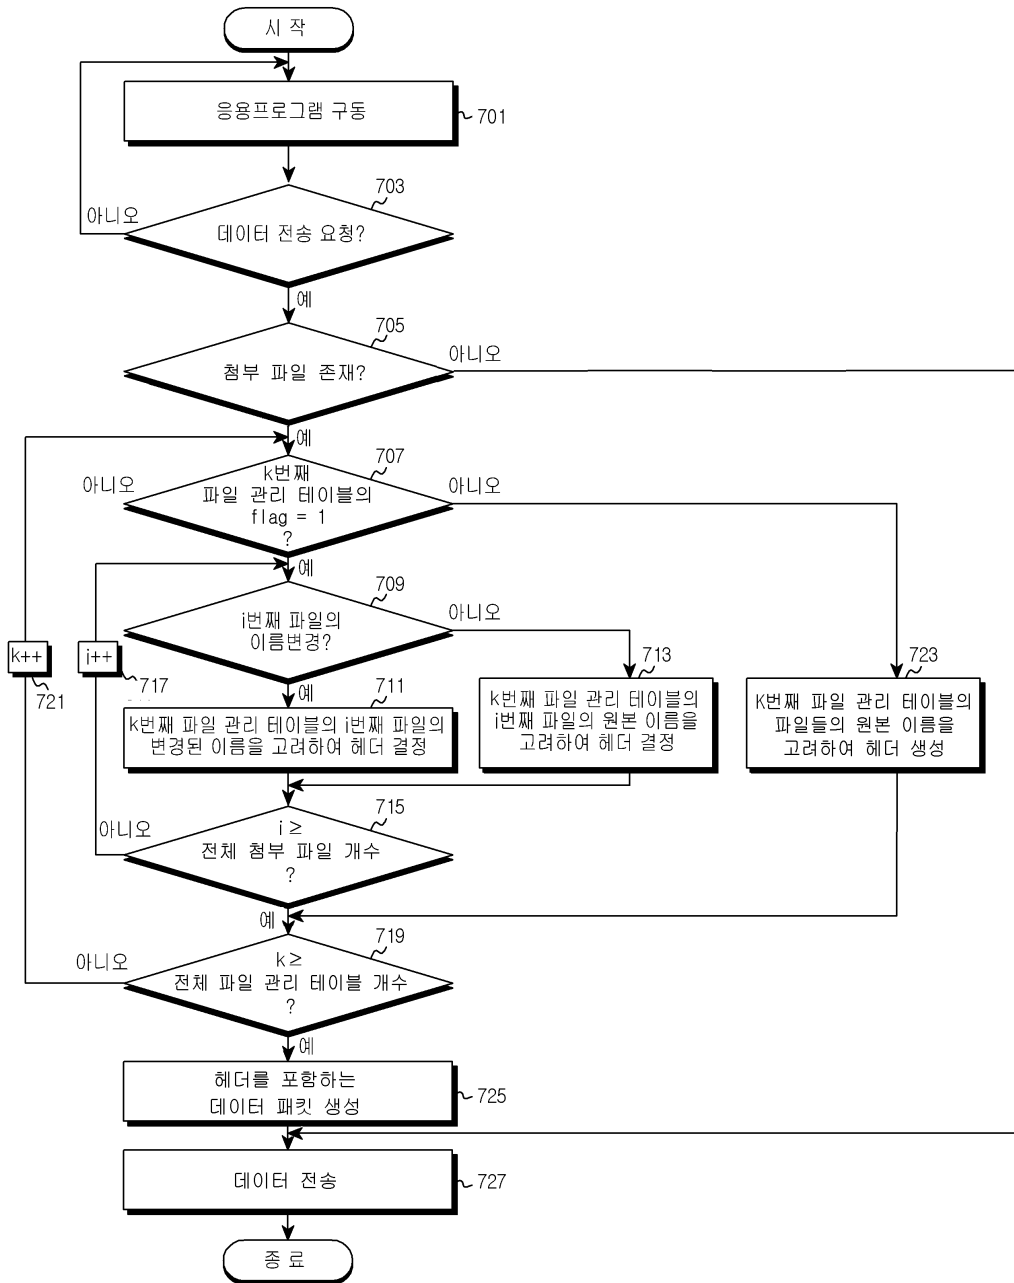 시 작
응용프로그램 구동
701
703
아니오
데이터 전송 요청?
예
705
아니오
첨부 파일 존재?
예
707
아니오
k번째
파일 관리 테이블의
flag = 1
?
아니오
예
709
i번째 파일의
이름변경?
아니오
k++
721
i++
717
예
711
k번째 파일 관리 테이블의 i번째 파일의
변경된 이름을 고려하여 헤더 결정
713
k번째 파일 관리 테이블의
i번째 파일의 원본 이름을
고려하여 헤더 결정
723
K번째 파일 관리 테이블의
파일들의 원본 이름을
고려하여 헤더 생성
715
아니오
i ≥
전체 첨부 파일 개수
?
예
719
아니오
k ≥
전체 파일 관리 테이블 개수
?
예
헤더를 포함하는
데이터 패킷 생성
725
데이터 전송
727
종 료